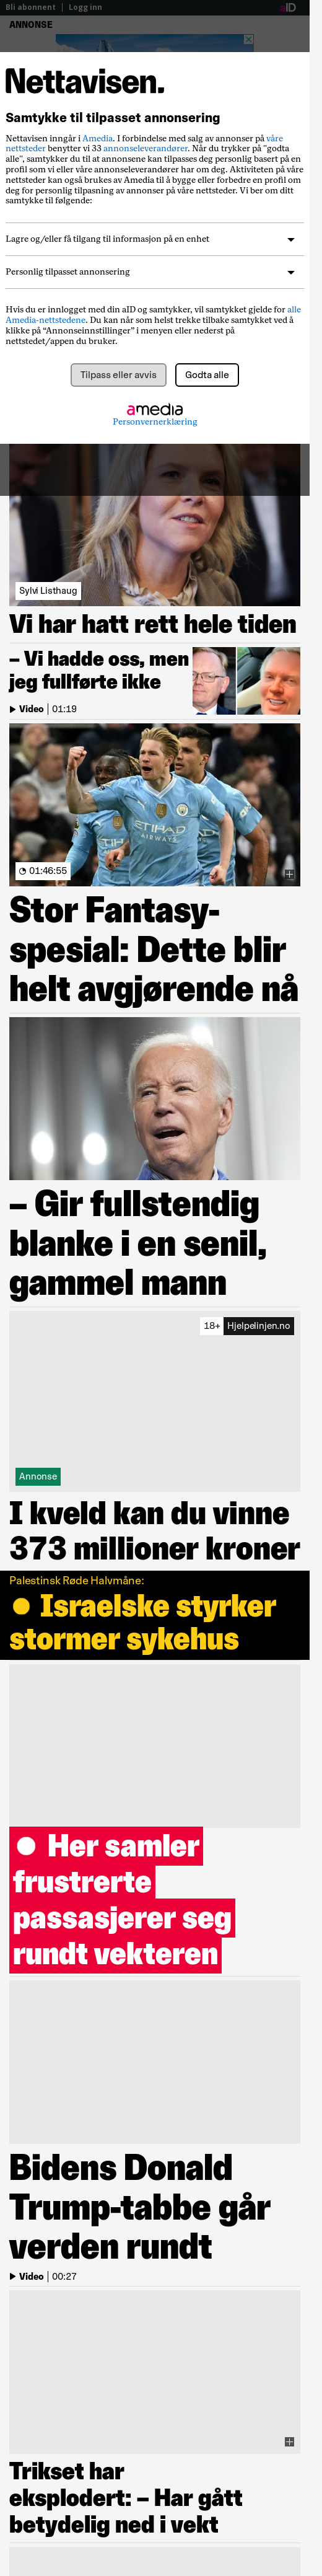 Bli abonnent | Logg inn aID
ANNONSE
Nettavisen.
Samtykke til tilpasset annonsering
Nettavisen inngår i Amedia. I forbindelse med salg av annonser på våre
nettsteder benytter vi 33 annonseleverandører. Når du trykker på "godta
alle", samtykker du til at annonsene kan tilpasses deg personlig basert på en
profil som vi eller våre annonseleverandører har om deg. Aktiviteten på våre
nettsteder kan også brukes av Amedia til å bygge eller forbedre en profil om
deg for personlig tilpasning av annonser på våre nettsteder. Vi ber om ditt
samtykke til følgende:
Lagre og/eller få tilgang til informasjon på en enhet
Personlig tilpasset annonsering
Hvis du er innlogget med din aID og samtykker, vil samtykket gjelde for alle
Amedia-nettstedene. Du kan når som helst trekke tilbake samtykket ved å
klikke på “Annonseinnstillinger” i menyen eller nederst på
nettstedet/appen du bruker.
Tilpass eller avvis
Godta alle
amedia
Personvernerklæring
Sylvi Listhaug
Vi har hatt rett hele tiden
– Vi hadde oss, men
jeg fullførte ikke
Video | 01:19
ETIHAD
AIRWAYS
01:46:55
Stor Fantasy-
spesial: Dette blir
helt avgjørende nå
– Gir fullstendig
blanke i en senil,
gammel mann
18+ Hjelpelinjen.no
Annonse
I kveld kan du vinne
373 millioner kroner
Palestinsk Røde Halvmåne:
● Israelske styrker
stormer sykehus
● Her samler
frustrerte
passasjerer seg
rundt vekteren
Bidens Donald
Trump-tabbe går
verden rundt
Video | 00:27
Trikset har
eksplodert: – Har gått
betydelig ned i vekt